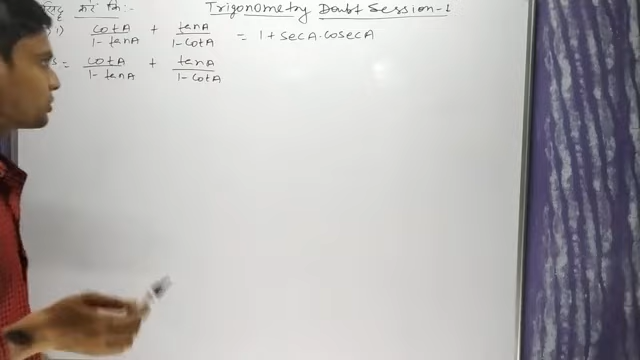 Trigonometry Doubt Session-1
करें कि:-
1) cotA/1-tanA + tanA/1-cotA = 1+secA.cosecA
= cotA/1-tanA + tanA/1-cotA